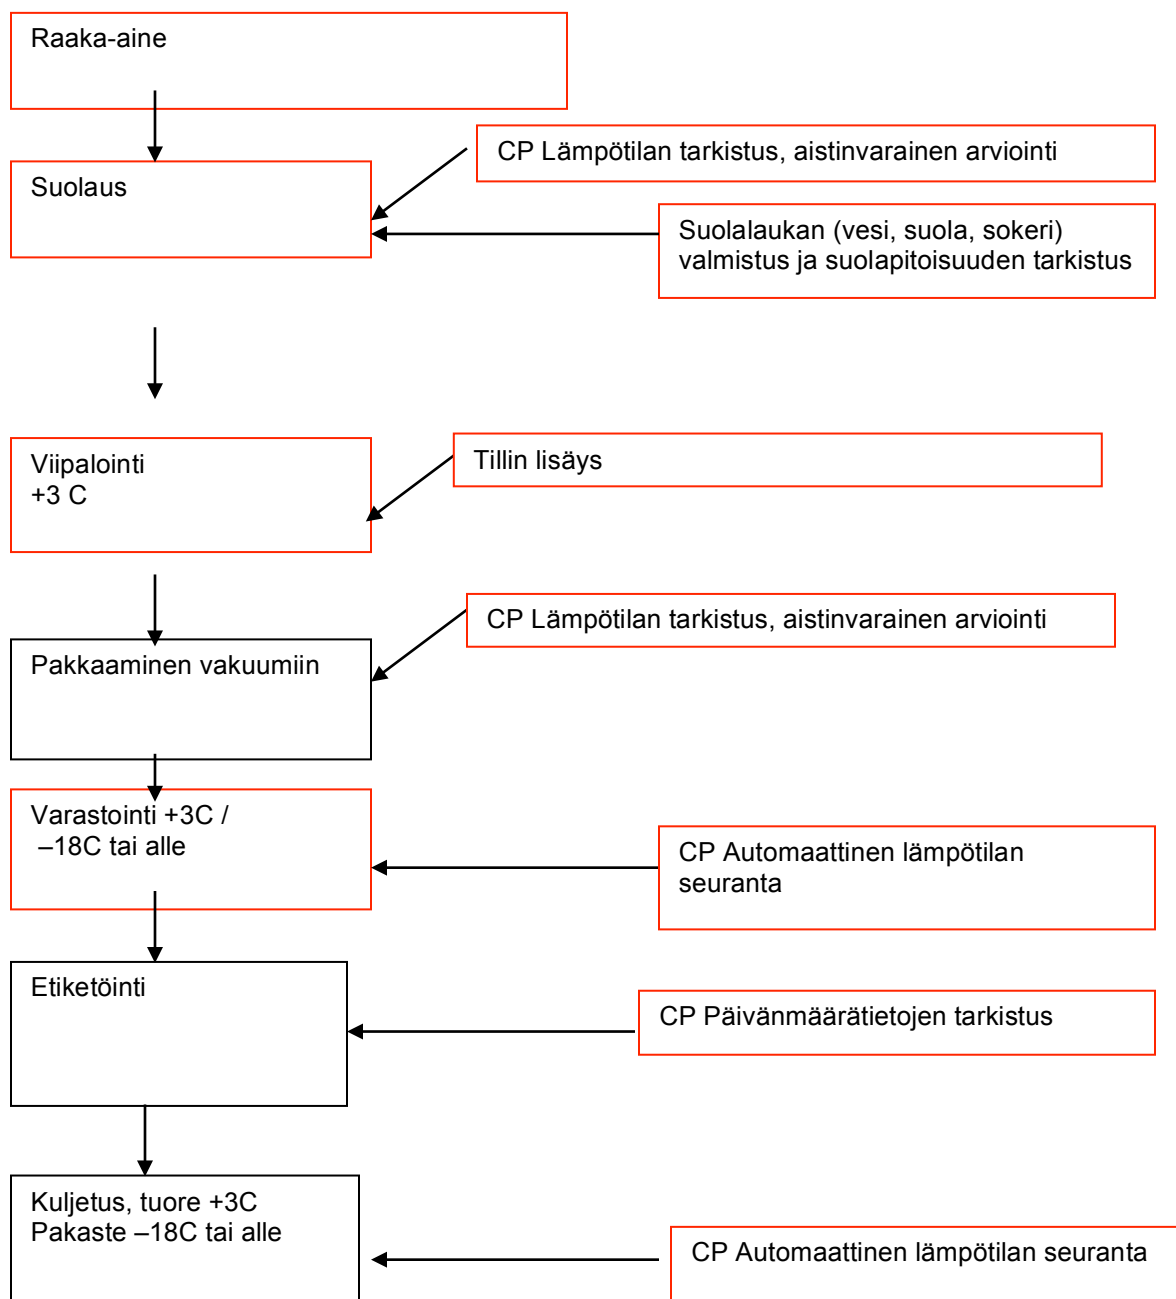 Raaka-aine
CP Lämpötilan tarkistus, aistinvarainen arviointi
Suolaus
Suolalaukan (vesi, suola, sokeri)
valmistus ja suolapitoisuuden tarkistus
Viipalointi
+3 C
Tillin lisäys
CP Lämpötilan tarkistus, aistinvarainen arviointi
Pakkaaminen vakuumiin
Varastointi +3C /
–18C tai alle
CP Automaattinen lämpötilan
seuranta
Etiketöinti
CP Päivänmäärätietojen tarkistus
Kuljetus, tuore +3C
Pakaste –18C tai alle
CP Automaattinen lämpötilan seuranta